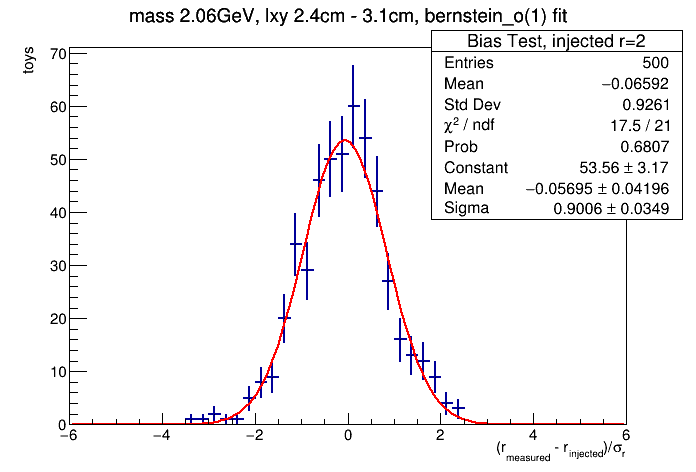 mass 2.06GeV, lxy 2.4cm - 3.1cm, bernstein_o(1) fit
toys
Bias Test, injected r=2
Entries 500
Mean −0.06592
Std Dev 0.9261
χ² / ndf 17.5 / 21
Prob 0.6807
Constant 53.56 ± 3.17
Mean −0.05695 ± 0.04196
Sigma 0.9006 ± 0.0349
70
60
50
40
30
20
10
0
−6 −4 −2 0 2 4 6
(r_measured - r_injected)/σ_r